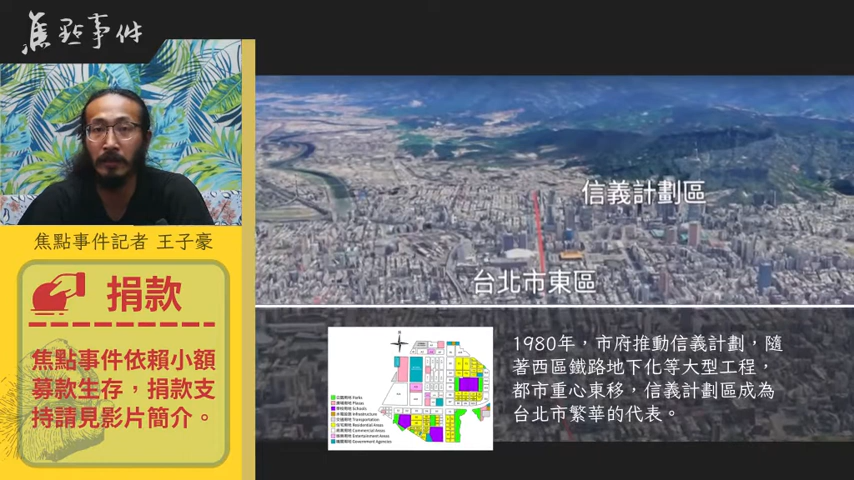 焦點事件
焦點事件記者 王子豪
捐款
焦點事件依賴小額
募款生存，捐款支
持請見影片簡介。
信義計劃區
台北市東區
1980年，市府推動信義計劃，隨
著西區鐵路地下化等大型工程，
都市重心東移，信義計劃區成為
台北市繁華的代表。